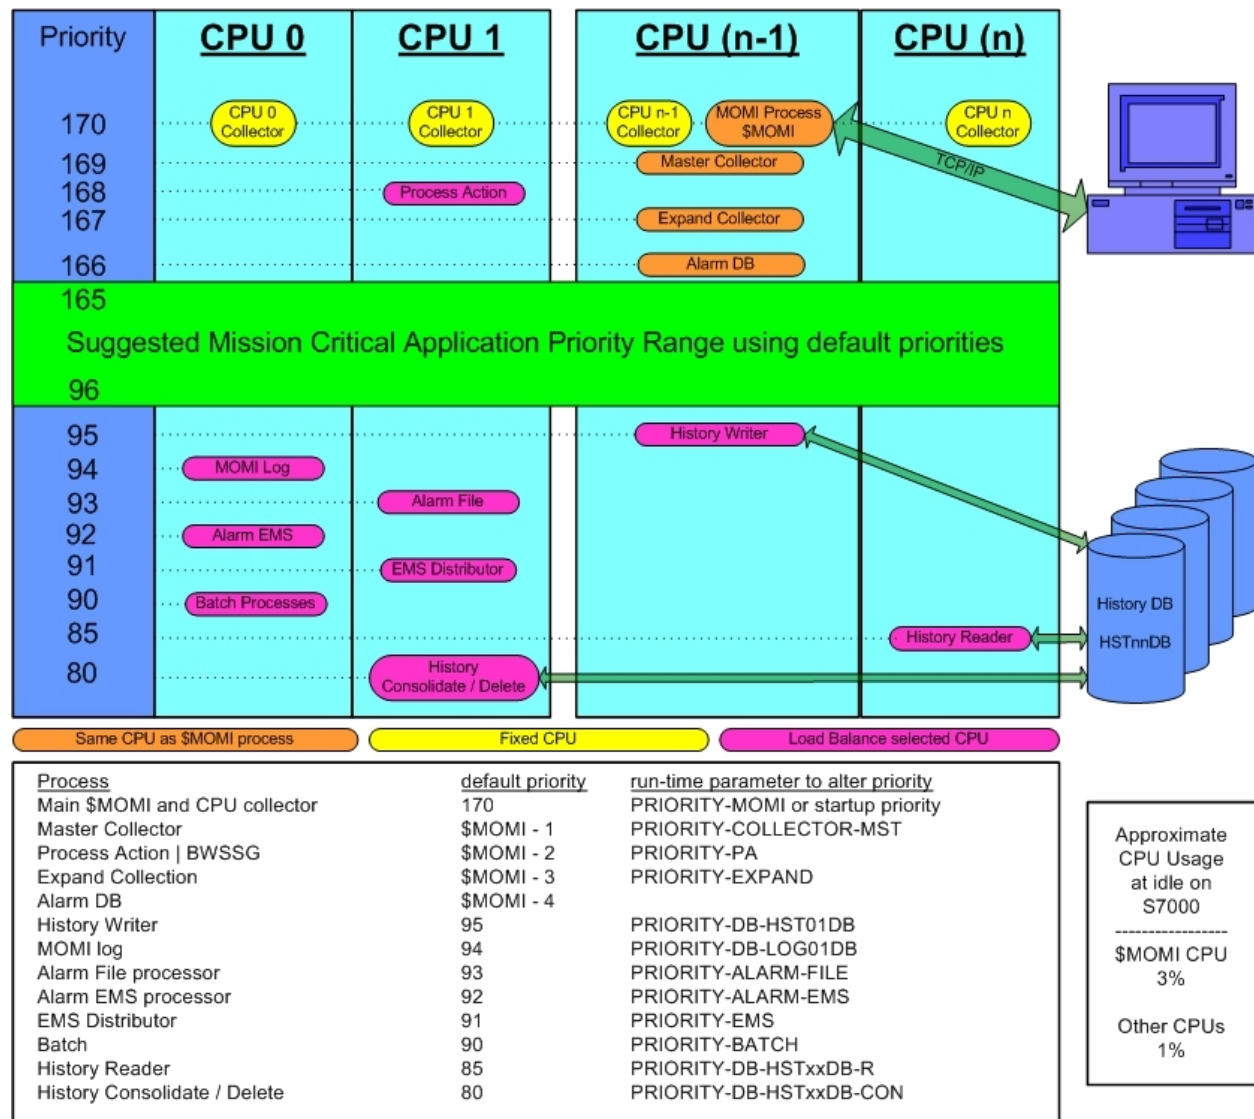 Priority CPU 0 CPU 1 CPU (n-1) CPU (n)
170
CPU 0
Collector
CPU 1
Collector
CPU n-1
Collector
MOMI Process
$MOMI
CPU n
Collector
TCP/IP
169 Master Collector
168 Process Action
167 Expand Collector
166 Alarm DB
165
Suggested Mission Critical Application Priority Range using default priorities
96
95 History Writer
94 MOMI Log
93 Alarm File
92 Alarm EMS
91 EMS Distributor
90 Batch Processes
85 History Reader
80
History
Consolidate / Delete
History DB
HSTnnDB
Same CPU as $MOMI process
Fixed CPU
Load Balance selected CPU
Process default priority run-time parameter to alter priority
Main $MOMI and CPU collector 170 PRIORITY-MOMI or startup priority
Master Collector $MOMI - 1 PRIORITY-COLLECTOR-MST
Process Action | BWSSG $MOMI - 2 PRIORITY-PA
Expand Collection $MOMI - 3 PRIORITY-EXPAND
Alarm DB $MOMI - 4
History Writer 95 PRIORITY-DB-HST01DB
MOMI log 94 PRIORITY-DB-LOG01DB
Alarm File processor 93 PRIORITY-ALARM-FILE
Alarm EMS processor 92 PRIORITY-ALARM-EMS
EMS Distributor 91 PRIORITY-EMS
Batch 90 PRIORITY-BATCH
History Reader 85 PRIORITY-DB-HSTxxDB-R
History Consolidate / Delete 80 PRIORITY-DB-HSTxxDB-CON
Approximate
CPU Usage
at idle on
S7000
-----------------
$MOMI CPU
3%
Other CPUs
1%